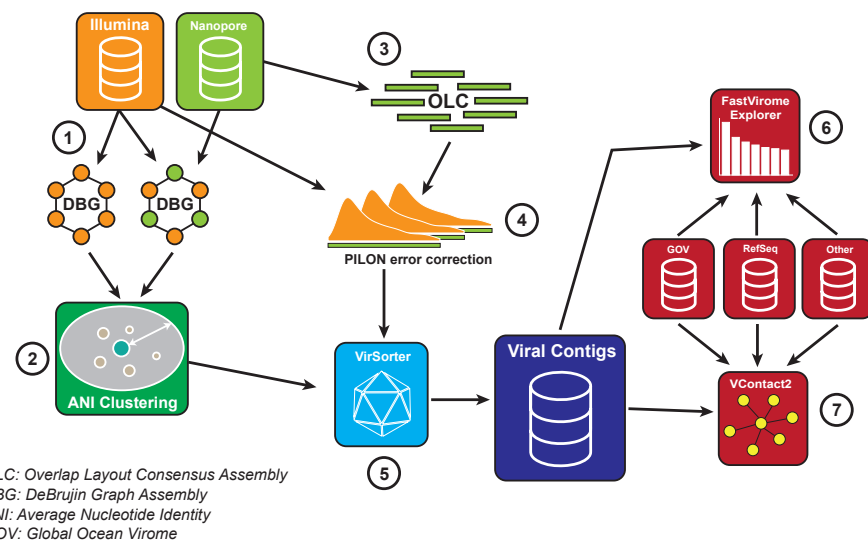 Illumina
Nanopore
3
OLC
1
DBG
DBG
4
PILON error correction
FastVirome
Explorer
6
GOV
RefSeq
Other
2
ANI Clustering
VirSorter
5
Viral Contigs
VContact2
7
LC: Overlap Layout Consensus Assembly
BG: DeBrujin Graph Assembly
NI: Average Nucleotide Identity
OV: Global Ocean Virome